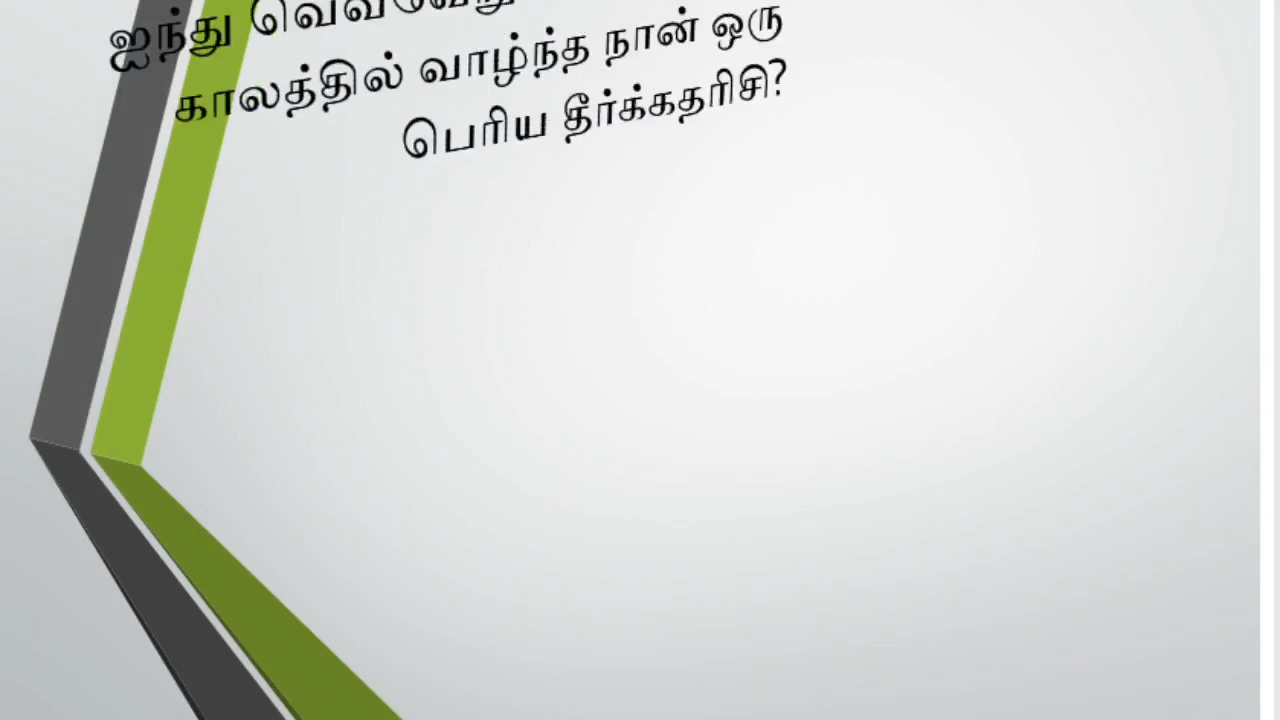 ஐந்து
காலத்தில் வாழ்ந்த நான் ஒரு
பெரிய தீர்க்கதரிசி?